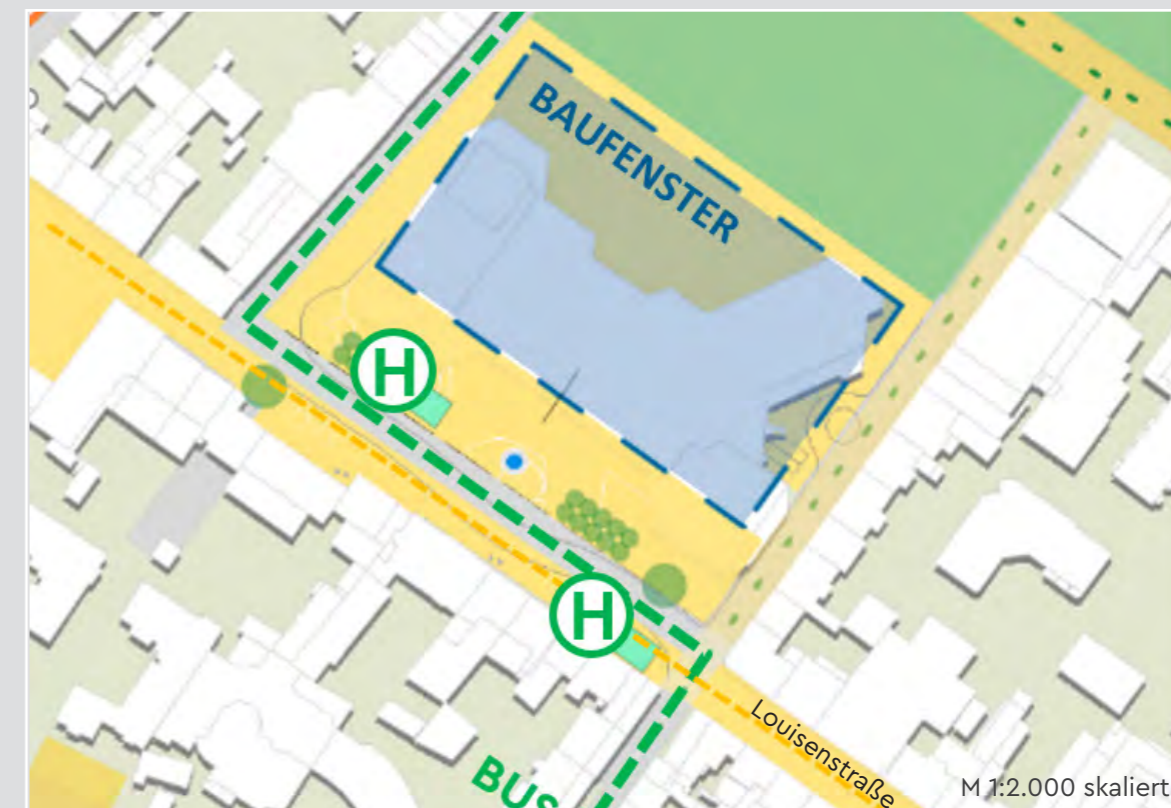 BAUFENSTER
H
H
Louisenstraße
BUS
M 1:2.000 skaliert